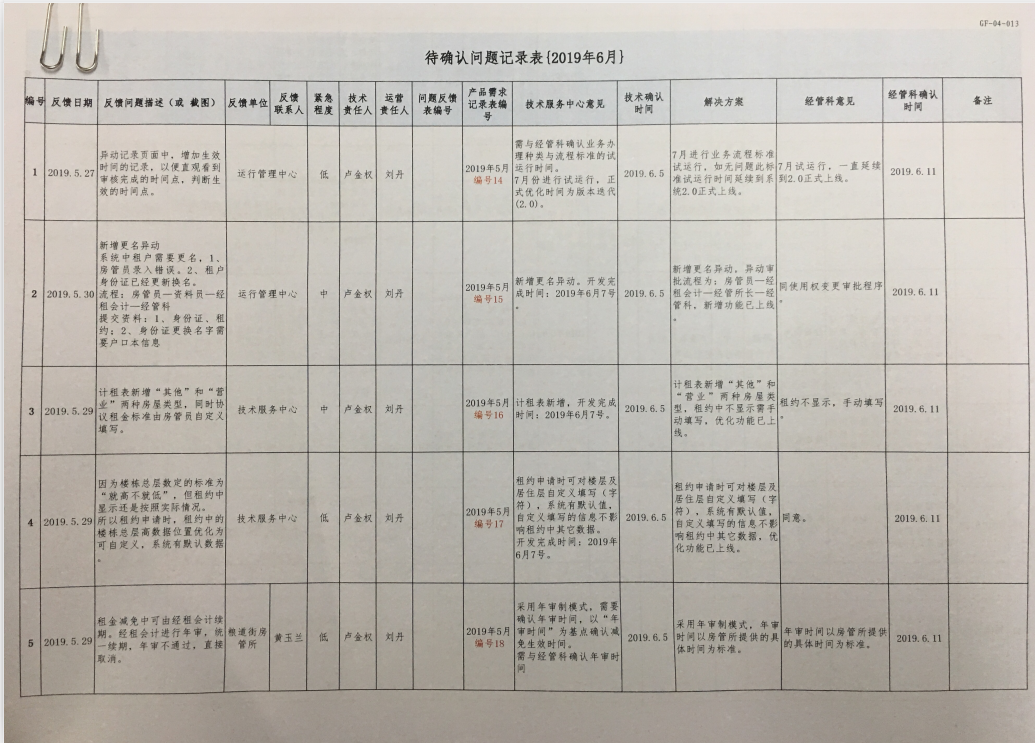 GF-04-013
待确认问题记录表{2019年6月}
编号
反馈日期
反馈问题描述（或 截图）
反馈单位
反馈
联系人
紧急
程度
技术
责任人
运营
责任人
问题反馈
表编号
产品需求
记录表编
号
技术服务中心意见
技术确认
时间
解决方案
经管科意见
经管科确认
时间
备注
1
2019.5.27
异动记录页面中，增加生效
时间的记录，以便直观看到
审核完成的时间点，判断生
效的时间点。
运行管理中心
低
卢金权
刘丹
2019年5月
编号14
需与经管科确认业务办
理种类与流程标准的试
运行时间。
7月份进行试运行，正
式优化时间为版本迭代
(2.0)。
2019.6.5
7月进行业务流程标准
试运行，如无问题此标
准试运行时间延续到系
统2.0正式上线。
7月试运行，一直延续
到2.0正式上线。
2019.6.11
2
2019.5.30
新增更名异动
系统中租户需要更名，1、
房管员录入错误。2、租户
身份证已经更新换名。
流程：房管员—资料员—经
租会计—经管科
提交资料：1、身份证、租
约；2、身份证更换名字需
要户口本信息
运行管理中心
中
卢金权
刘丹
2019年5月
编号15
新增更名异动，开发完
成时间：2019年6月7号
。
2019.6.5
新增更名异动，异动审
批流程为：房管员—经
租会计—经管所长—经
管科，新增功能已上线
。
同使用权变更审批程序
。
2019.6.11
3
2019.5.29
计租表新增“其他”和“营
业”两种房屋类型，同时协
议租金标准由房管员自定义
填写。
技术服务中心
中
卢金权
刘丹
2019年5月
编号16
计租表新增，开发完成
时间：2019年6月7号。
2019.6.5
计租表新增“其他”和
“营业”两种房屋类
型，租约中不显示需手
动填写，优化功能已上
线。
租约不显示，手动填写
。
2019.6.11
4
2019.5.29
因为楼栋总层数定的标准为
“就高不就低”，但租约中
显示还是按照实际情况。
所以租约申请时，租约中的
楼栋总层高数据位置优化为
可自定义，系统有默认数据
。
技术服务中心
低
卢金权
刘丹
2019年5月
编号17
租约申请时可对楼层及
居住层自定义填写（字
符），系统有默认值，
自定义填写的信息不影
响租约中其它数据。
开发完成时间：2019年
6月7号。
2019.6.5
租约申请时可对楼层及
居住层自定义填写（字
符），系统有默认值，
自定义填写的信息不影
响租约中其它数据，优
化功能已上线。
同意。
2019.6.11
5
2019.5.29
租金减免中可由经租会计续
期。经租会计进行年审，统
一续期，年审不通过，直接
取消。
粮道街房
管所
黄玉兰
低
卢金权
刘丹
2019年5月
编号18
采用年审制模式，需要
确认年审时间，以“年
审时间”为基点确认减
免生效时间。
需与经管科确认年审时
间
2019.6.5
采用年审制模式，年审
时间以房管所提供的具
体时间为标准。
年审时间以房管所提供
的具体时间为标准。
2019.6.11